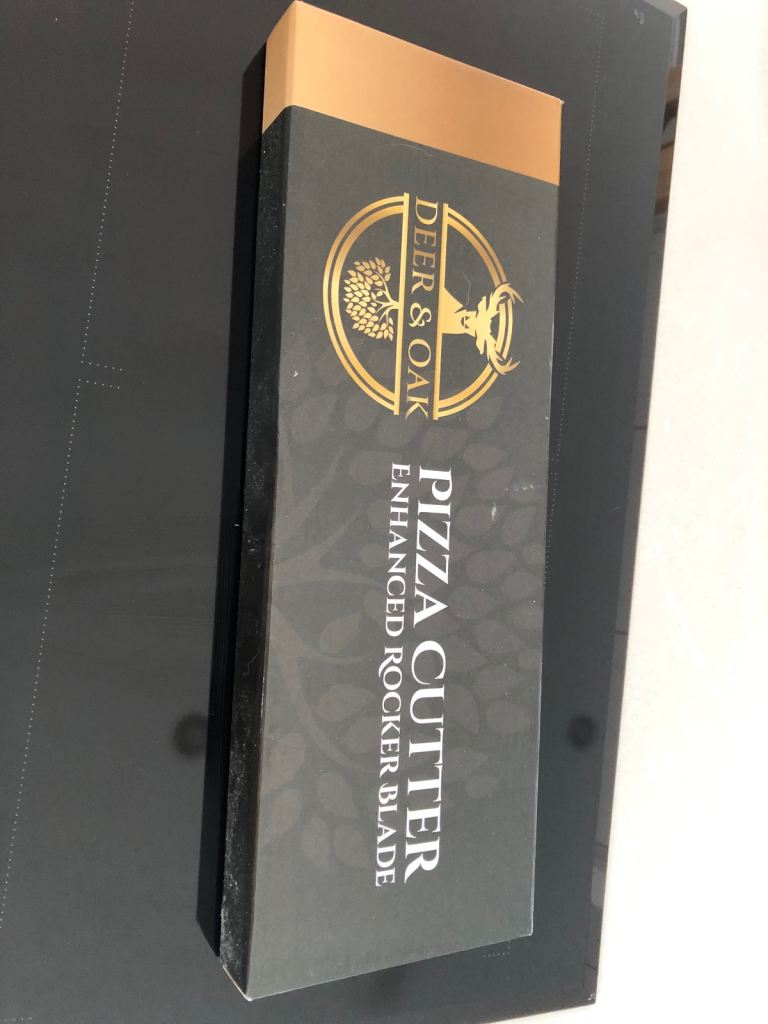 DEER & OAK
PIZZA CUTTER
ENHANCED ROCKER BLADE